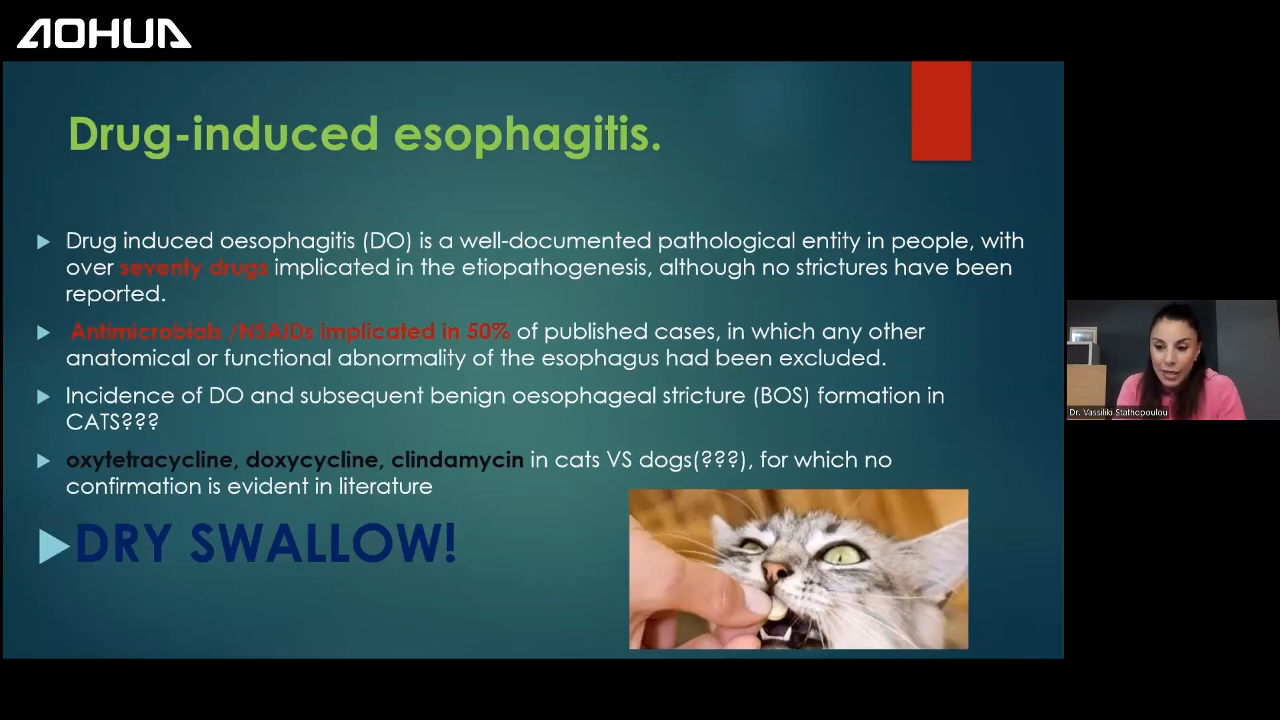 AOHUA
Drug-induced esophagitis.
Drug induced oesophagitis (DO) is a well-documented pathological entity in people, with
over seventy drugs implicated in the etiopathogenesis, although no strictures have been
reported.
Antimicrobials /NSAIDs implicated in 50% of published cases, in which any other
anatomical or functional abnormality of the esophagus had been excluded.
Incidence of DO and subsequent benign oesophageal stricture (BOS) formation in
CATS???
oxytetracycline, doxycycline, clindamycin in cats VS dogs(???), for which no
confirmation is evident in literature
DRY SWALLOW!
Dr. Vassiliki Stathopoulou